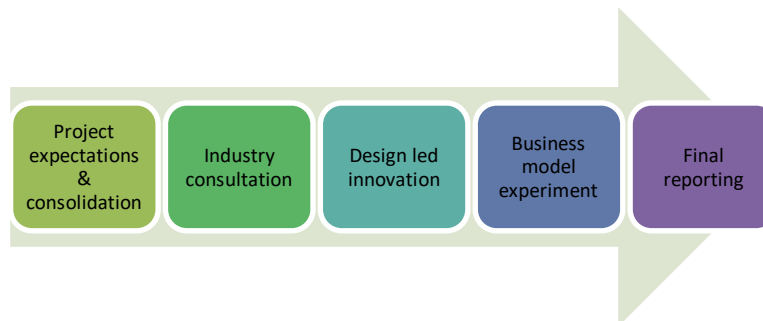 Project
expectations
&
consolidation
Industry
consultation
Design led
innovation
Business
model
experiment
Final
reporting